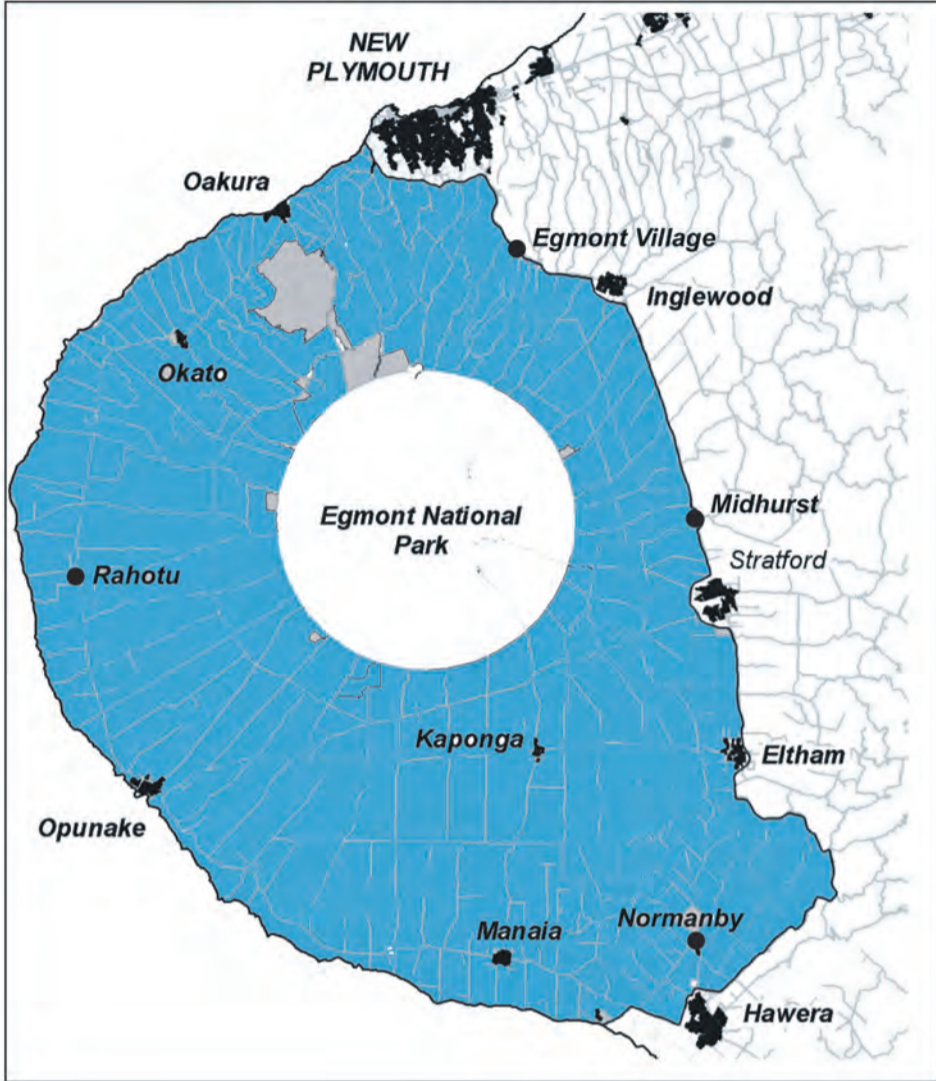 NEW
PLYMOUTH
Oakura
Egmont Village
Inglewood
Okato
Egmont National
Park
Midhurst
Stratford
Rahotu
Kaponga
Eltham
Opunake
Normanby
Manaia
Hawera